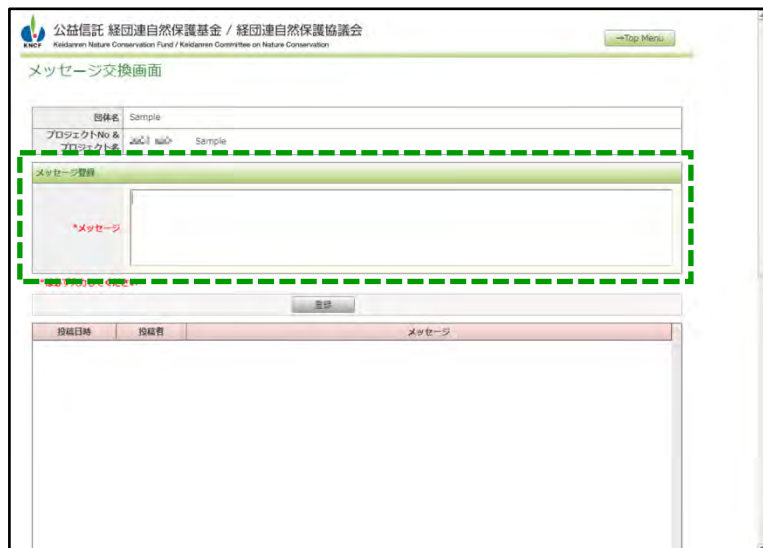 公益信託 経団連自然保護基金 / 経団連自然保護協議会
KNCF Keidanren Nature Conservation Fund / Keidanren Committee on Nature Conservation
→Top Menu
メッセージ交換画面
団体名 Sample
プロジェクトNo &
プロジェクト名 Sample
メッセージ登録
*メッセージ
登録
投稿日時 投稿者 メッセージ